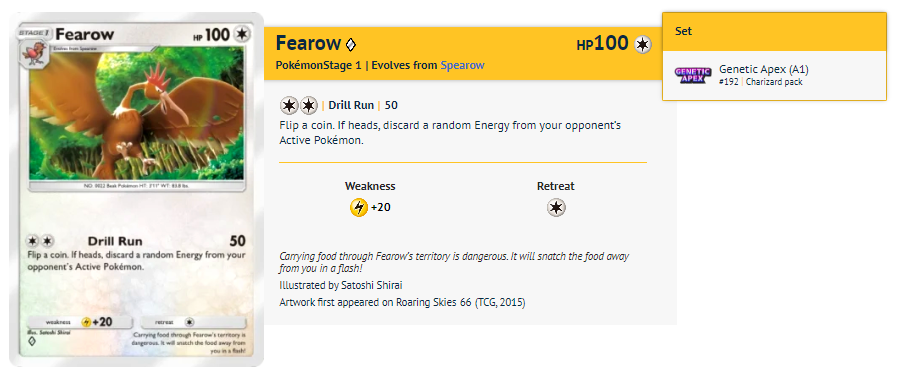 STAGE 1 Fearow HP 100
Evolves from Spearow
NO. 0022 Beak Pokémon HT: 3'11" WT: 83.8 lbs
Drill Run 50
Flip a coin. If heads, discard a random Energy from your
opponent's Active Pokémon.
weakness +20 retreat
Illus. Satoshi Shirai
Carrying food through Fearow's territory is
dangerous. It will snatch the food away from
you in a flash!
Fearow HP100
PokémonStage 1 | Evolves from Spearow
| Drill Run | 50
Flip a coin. If heads, discard a random Energy from your opponent's
Active Pokémon.
Weakness Retreat
+20
Carrying food through Fearow's territory is dangerous. It will snatch the food away
from you in a flash!
Illustrated by Satoshi Shirai
Artwork first appeared on Roaring Skies 66 (TCG, 2015)
Set
GENETIC
APEX
Genetic Apex (A1)
#192 | Charizard pack